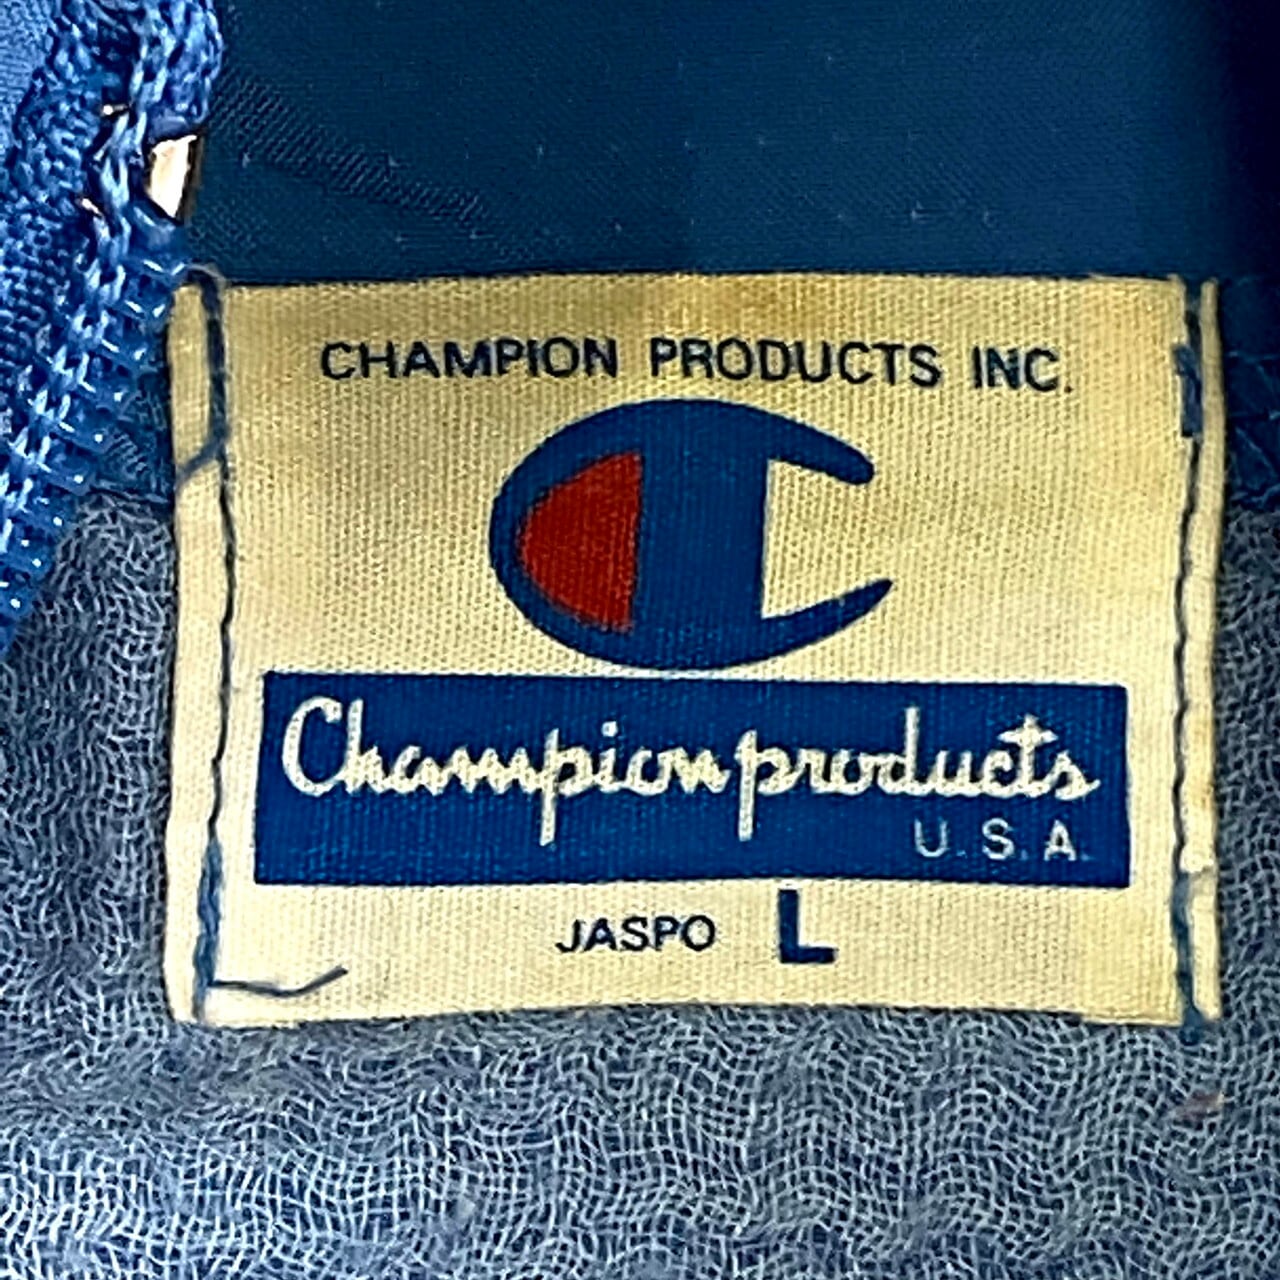 CHAMPION PRODUCTS INC.
Champion products
U.S.A.
JASPO L